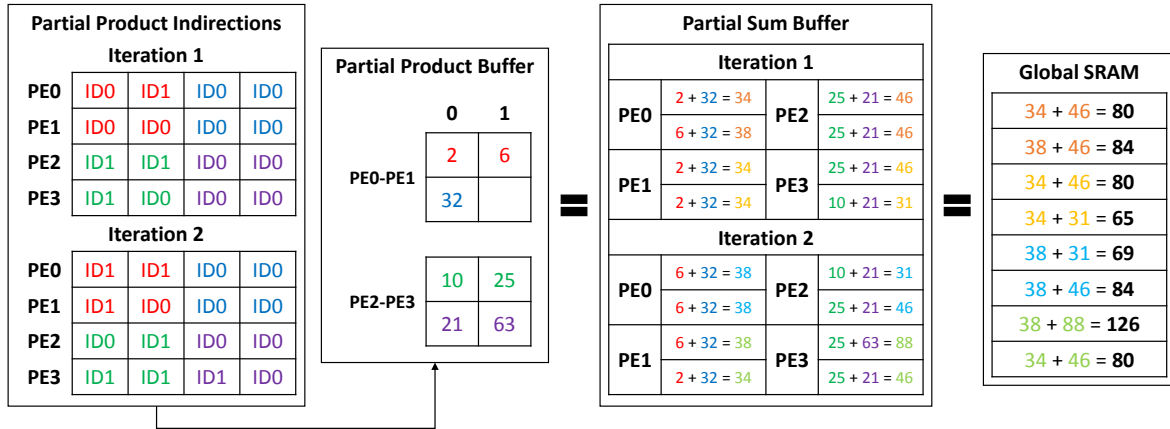 Partial Product Indirections
Iteration 1
PE0 ID0 ID1 ID0 ID0
PE1 ID0 ID0 ID0 ID0
PE2 ID1 ID1 ID0 ID0
PE3 ID1 ID0 ID0 ID0
Iteration 2
PE0 ID1 ID1 ID0 ID0
PE1 ID1 ID0 ID0 ID0
PE2 ID0 ID1 ID0 ID0
PE3 ID1 ID1 ID1 ID0
Partial Product Buffer
0 1
PE0-PE1
2 6
32
PE2-PE3
10 25
21 63
=
Partial Sum Buffer
Iteration 1
PE0
2 + 32 = 34
6 + 32 = 38
PE2
25 + 21 = 46
25 + 21 = 46
PE1
2 + 32 = 34
2 + 32 = 34
PE3
25 + 21 = 46
10 + 21 = 31
Iteration 2
PE0
6 + 32 = 38
6 + 32 = 38
PE2
10 + 21 = 31
25 + 21 = 46
PE1
6 + 32 = 38
2 + 32 = 34
PE3
25 + 63 = 88
25 + 21 = 46
=
Global SRAM
34 + 46 = 80
38 + 46 = 84
34 + 46 = 80
34 + 31 = 65
38 + 31 = 69
38 + 46 = 84
38 + 88 = 126
34 + 46 = 80